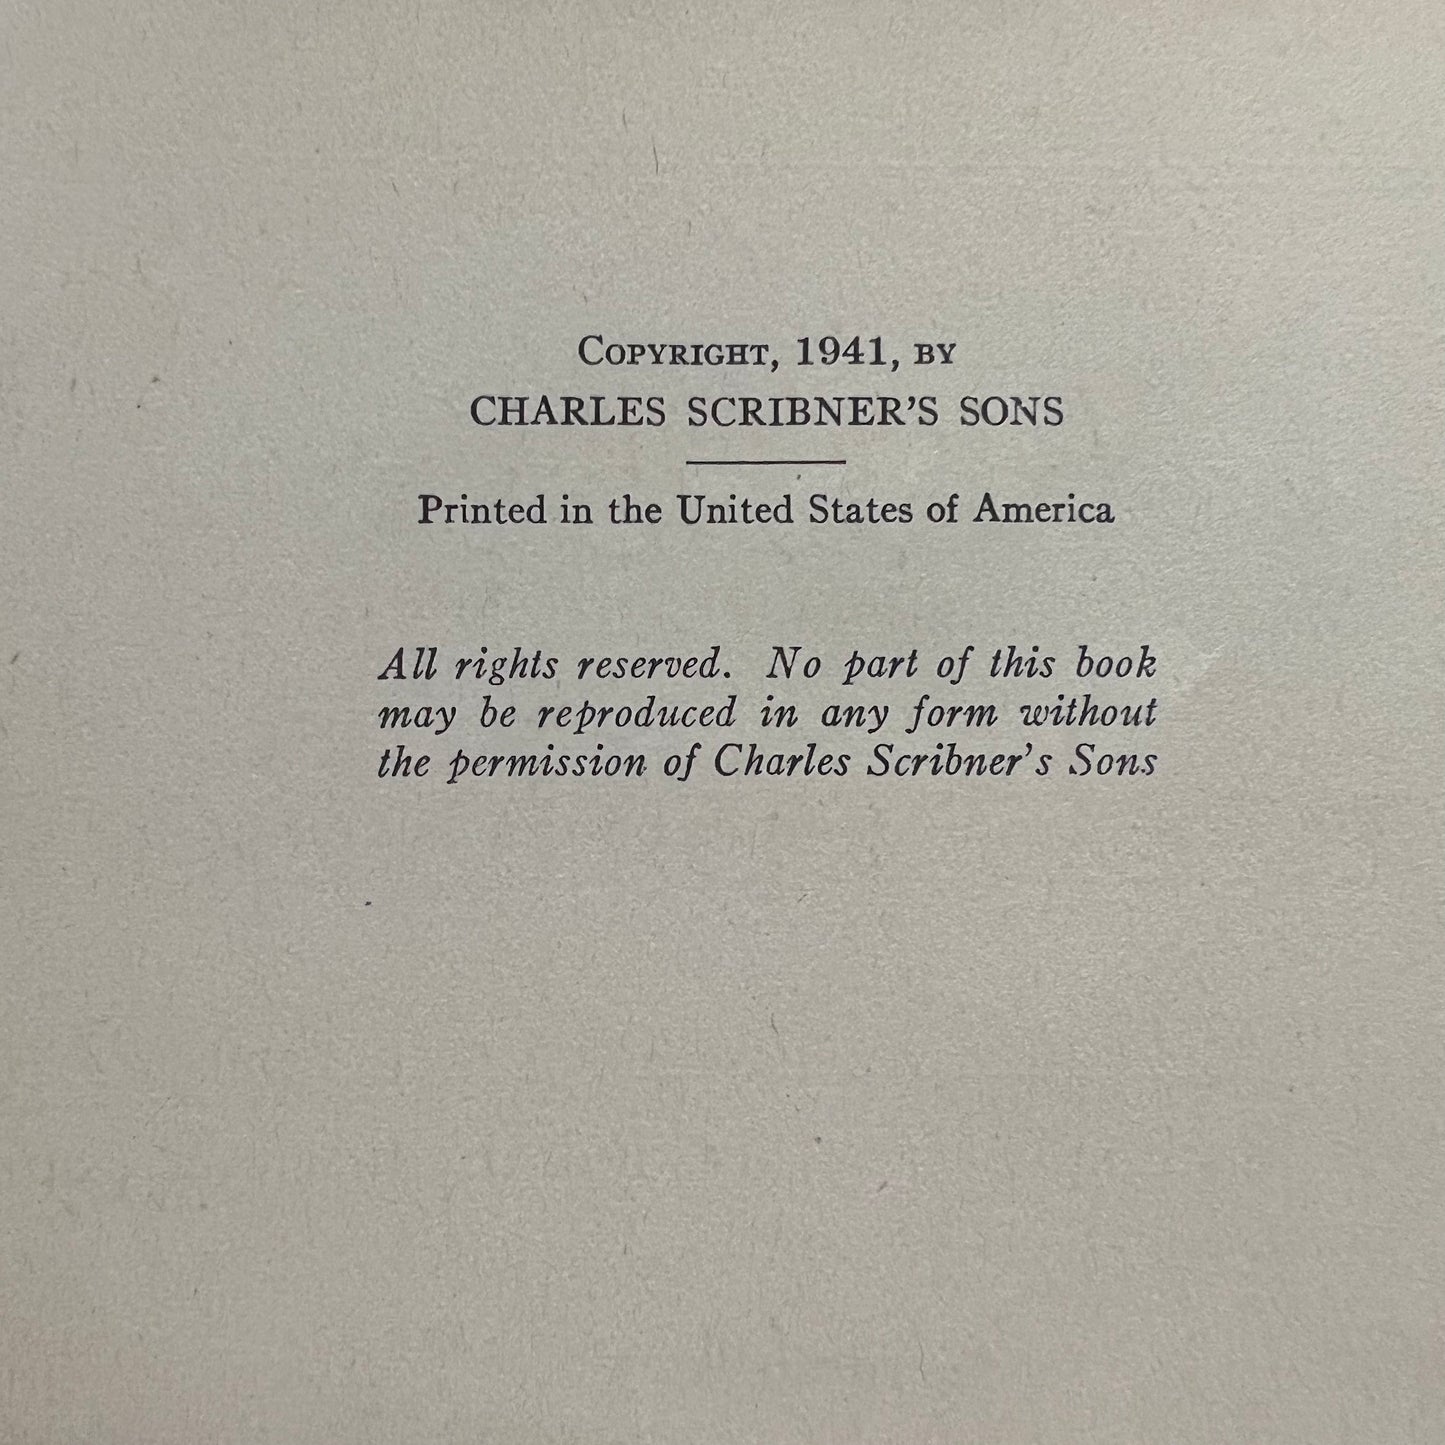 COPYRIGHT, 1941, BY
CHARLES SCRIBNER'S SONS
Printed in the United States of America
All rights reserved. No part of this book
may be reproduced in any form without
the permission of Charles Scribner's Sons